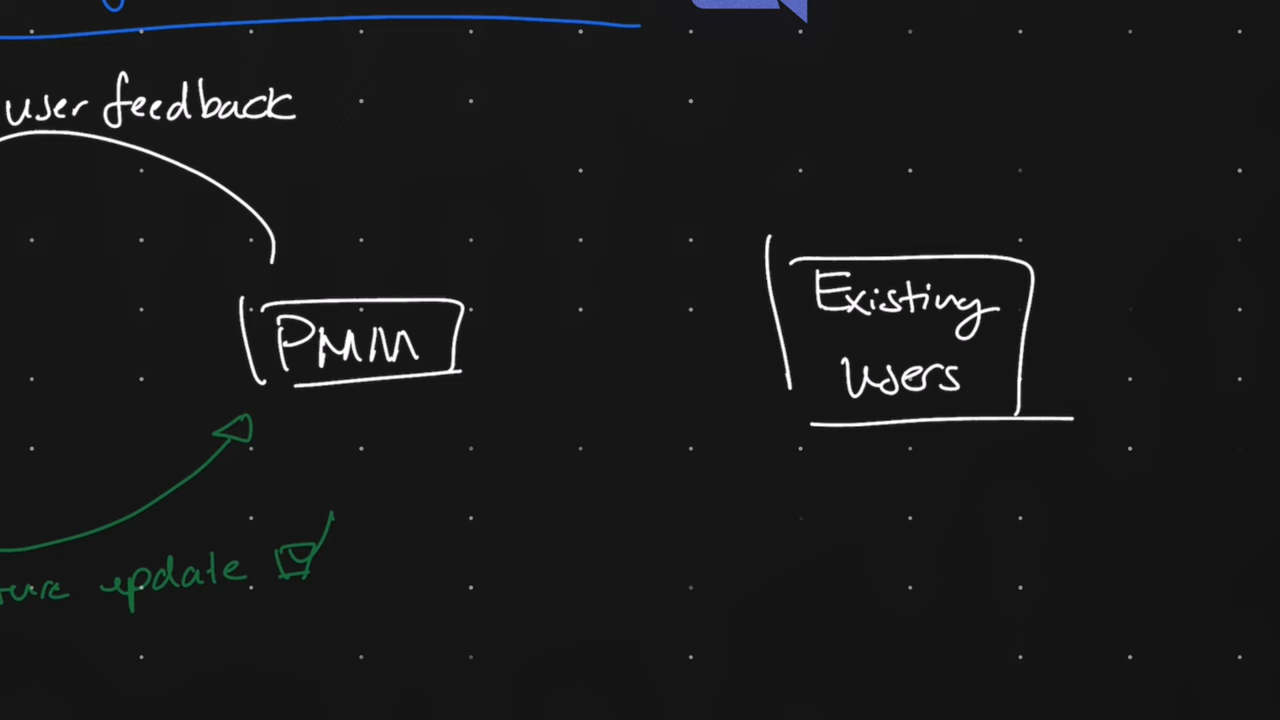 user feedback
PMM
Existing
users
update